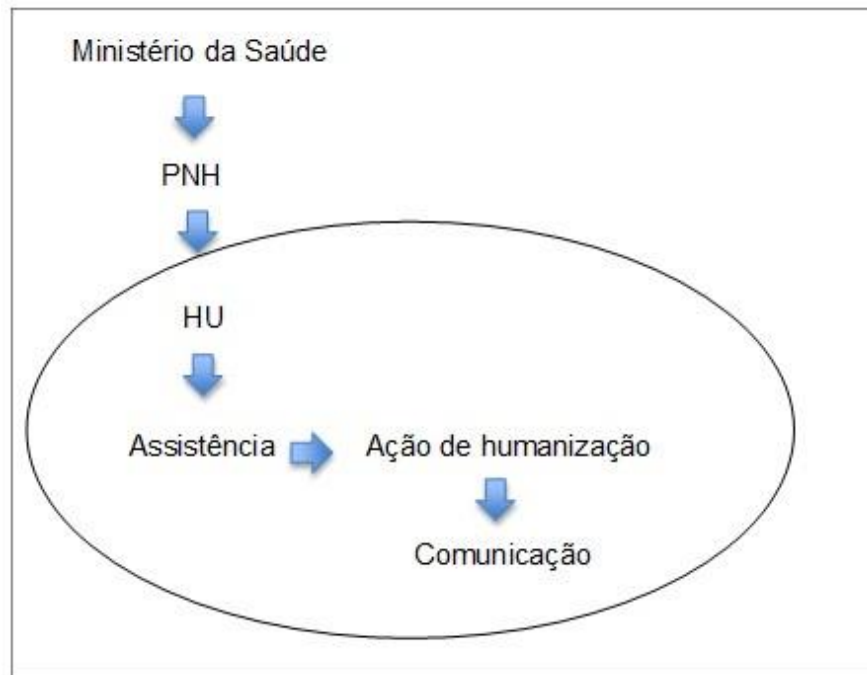 Ministério da Saúde
PNH
HU
Assistência
Ação de humanização
Comunicação